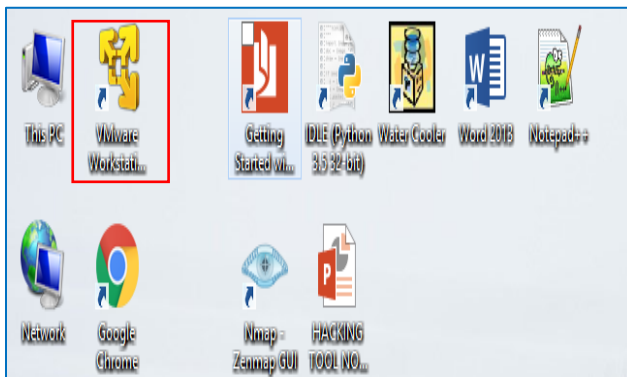 This PC
VMware
Workstati...
Getting
Started wi...
IDLE (Python
3.5 32-bit)
Water Cooler
Word 2013
Notepad++
Network
Google
Chrome
Nmap -
Zenmap GUI
HACKING
TOOL NO...